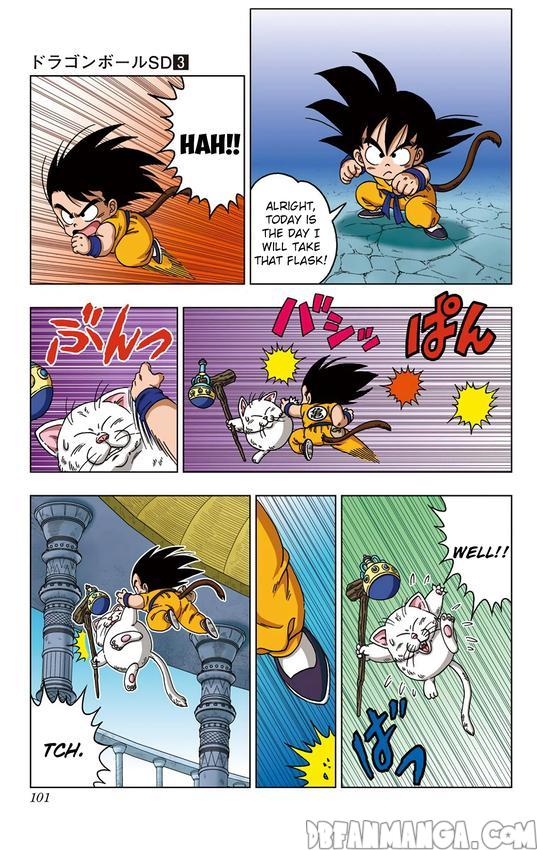 ドラゴンボールSD3
ALRIGHT,
TODAY IS
THE DAY I
WILL TAKE
THAT FLASK!
HAH!!
ぱん
バシッ
ぶんっ
WELL!!
ばっ
TCH.
101
DBFANMANGA.COM